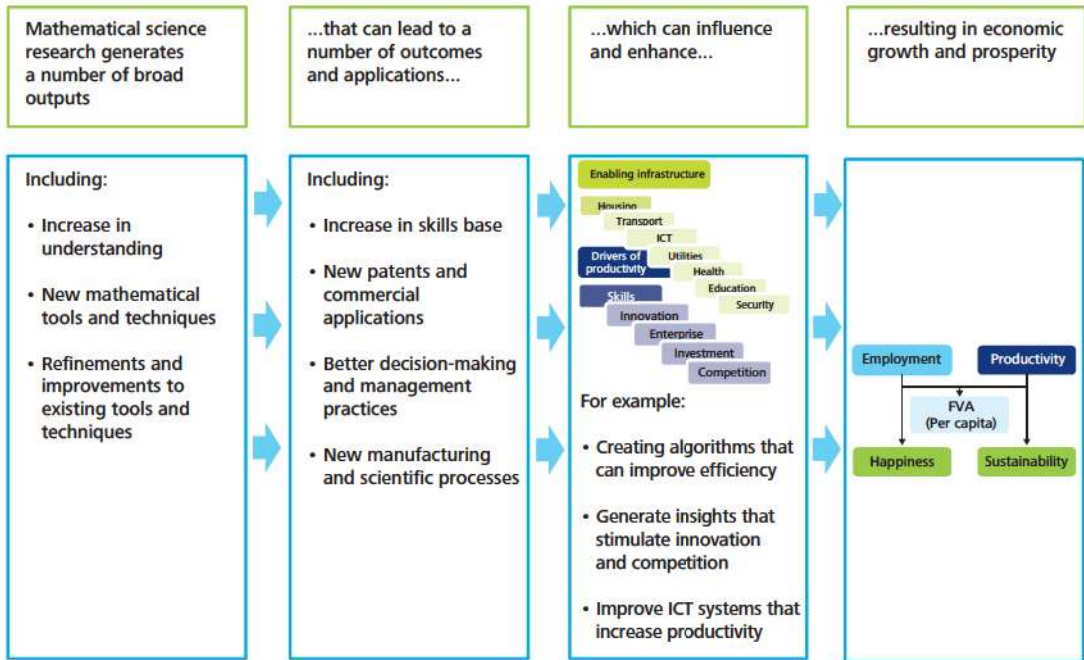 Mathematical science
research generates
a number of broad
outputs
...that can lead to a
number of outcomes
and applications...
...which can influence
and enhance...
...resulting in economic
growth and prosperity
Including:
• Increase in
understanding
• New mathematical
tools and techniques
• Refinements and
improvements to
existing tools and
techniques
Including:
• Increase in skills base
• New patents and
commercial
applications
• Better decision-making
and management
practices
• New manufacturing
and scientific processes
Enabling infrastructure
Housing
Transport
ICT
Utilities
Health
Education
Security
Drivers of
productivity
Skills
Innovation
Enterprise
Investment
Competition
For example:
• Creating algorithms that
can improve efficiency
• Generate insights that
stimulate innovation
and competition
• Improve ICT systems that
increase productivity
Employment
Productivity
FVA
(Per capita)
Happiness
Sustainability